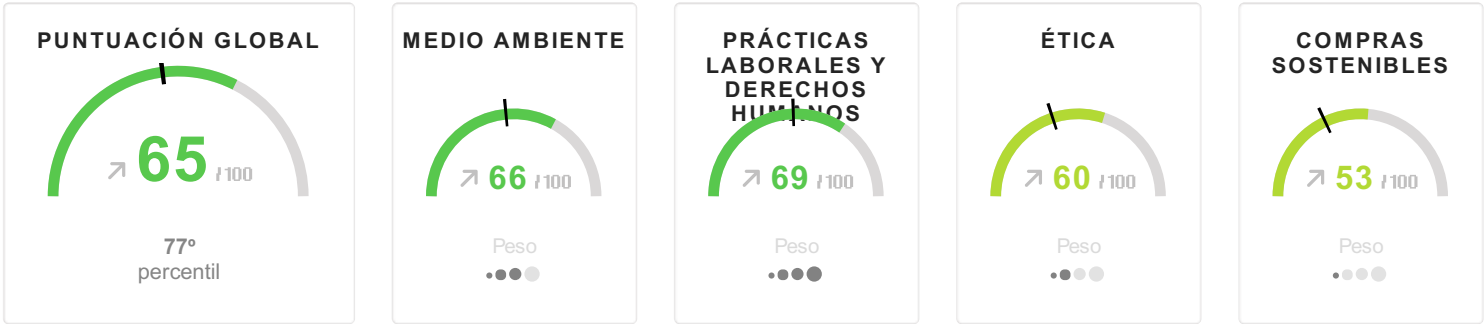 PUNTUACIÓN GLOBAL
65 /100
77º
percentil
MEDIO AMBIENTE
66 /100
Peso
PRÁCTICAS
LABORALES Y
DERECHOS
HUMANOS
69 /100
Peso
ÉTICA
60 /100
Peso
COMPRAS
SOSTENIBLES
53 /100
Peso